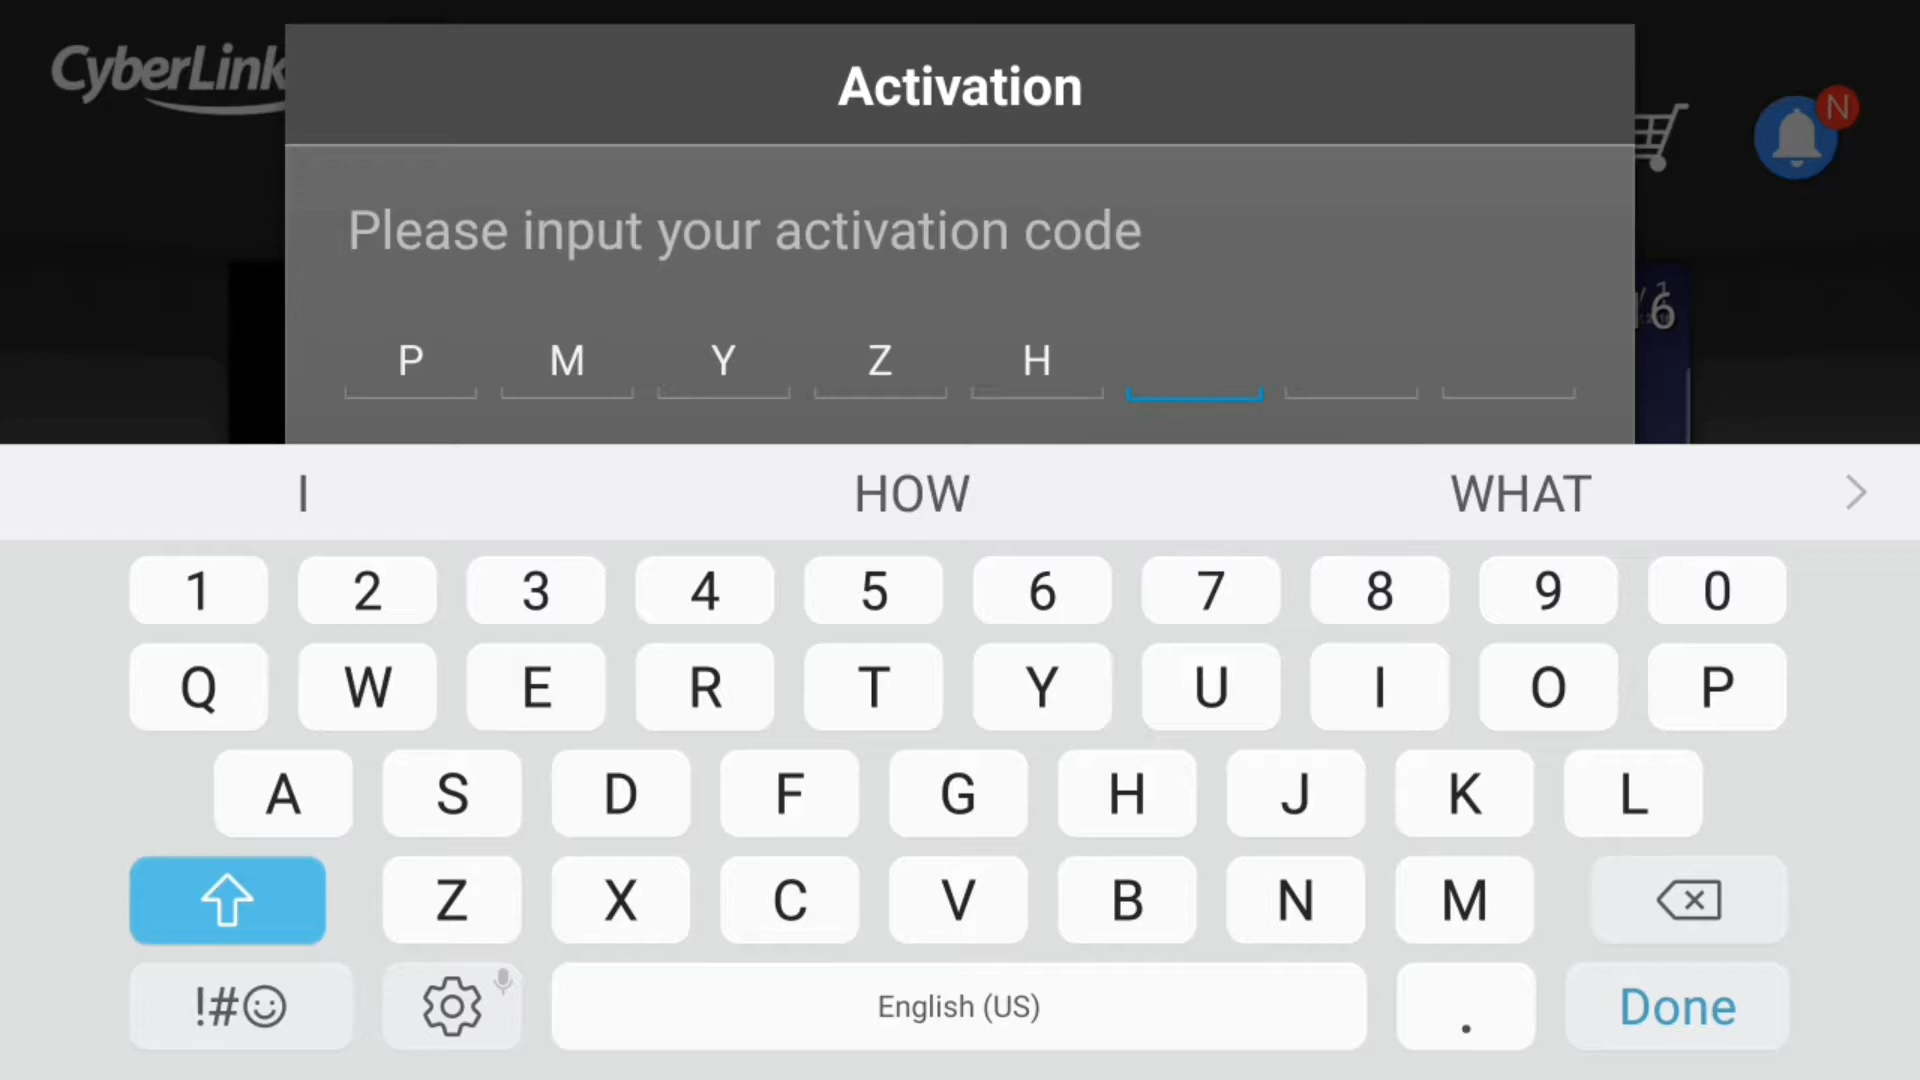 CyberLink
Activation
N
Please input your activation code
P M Y Z H
I HOW WHAT
1 2 3 4 5 6 7 8 9 0
Q W E R T Y U I O P
A S D F G H J K L
Z X C V B N M
!#☺ English (US) . Done